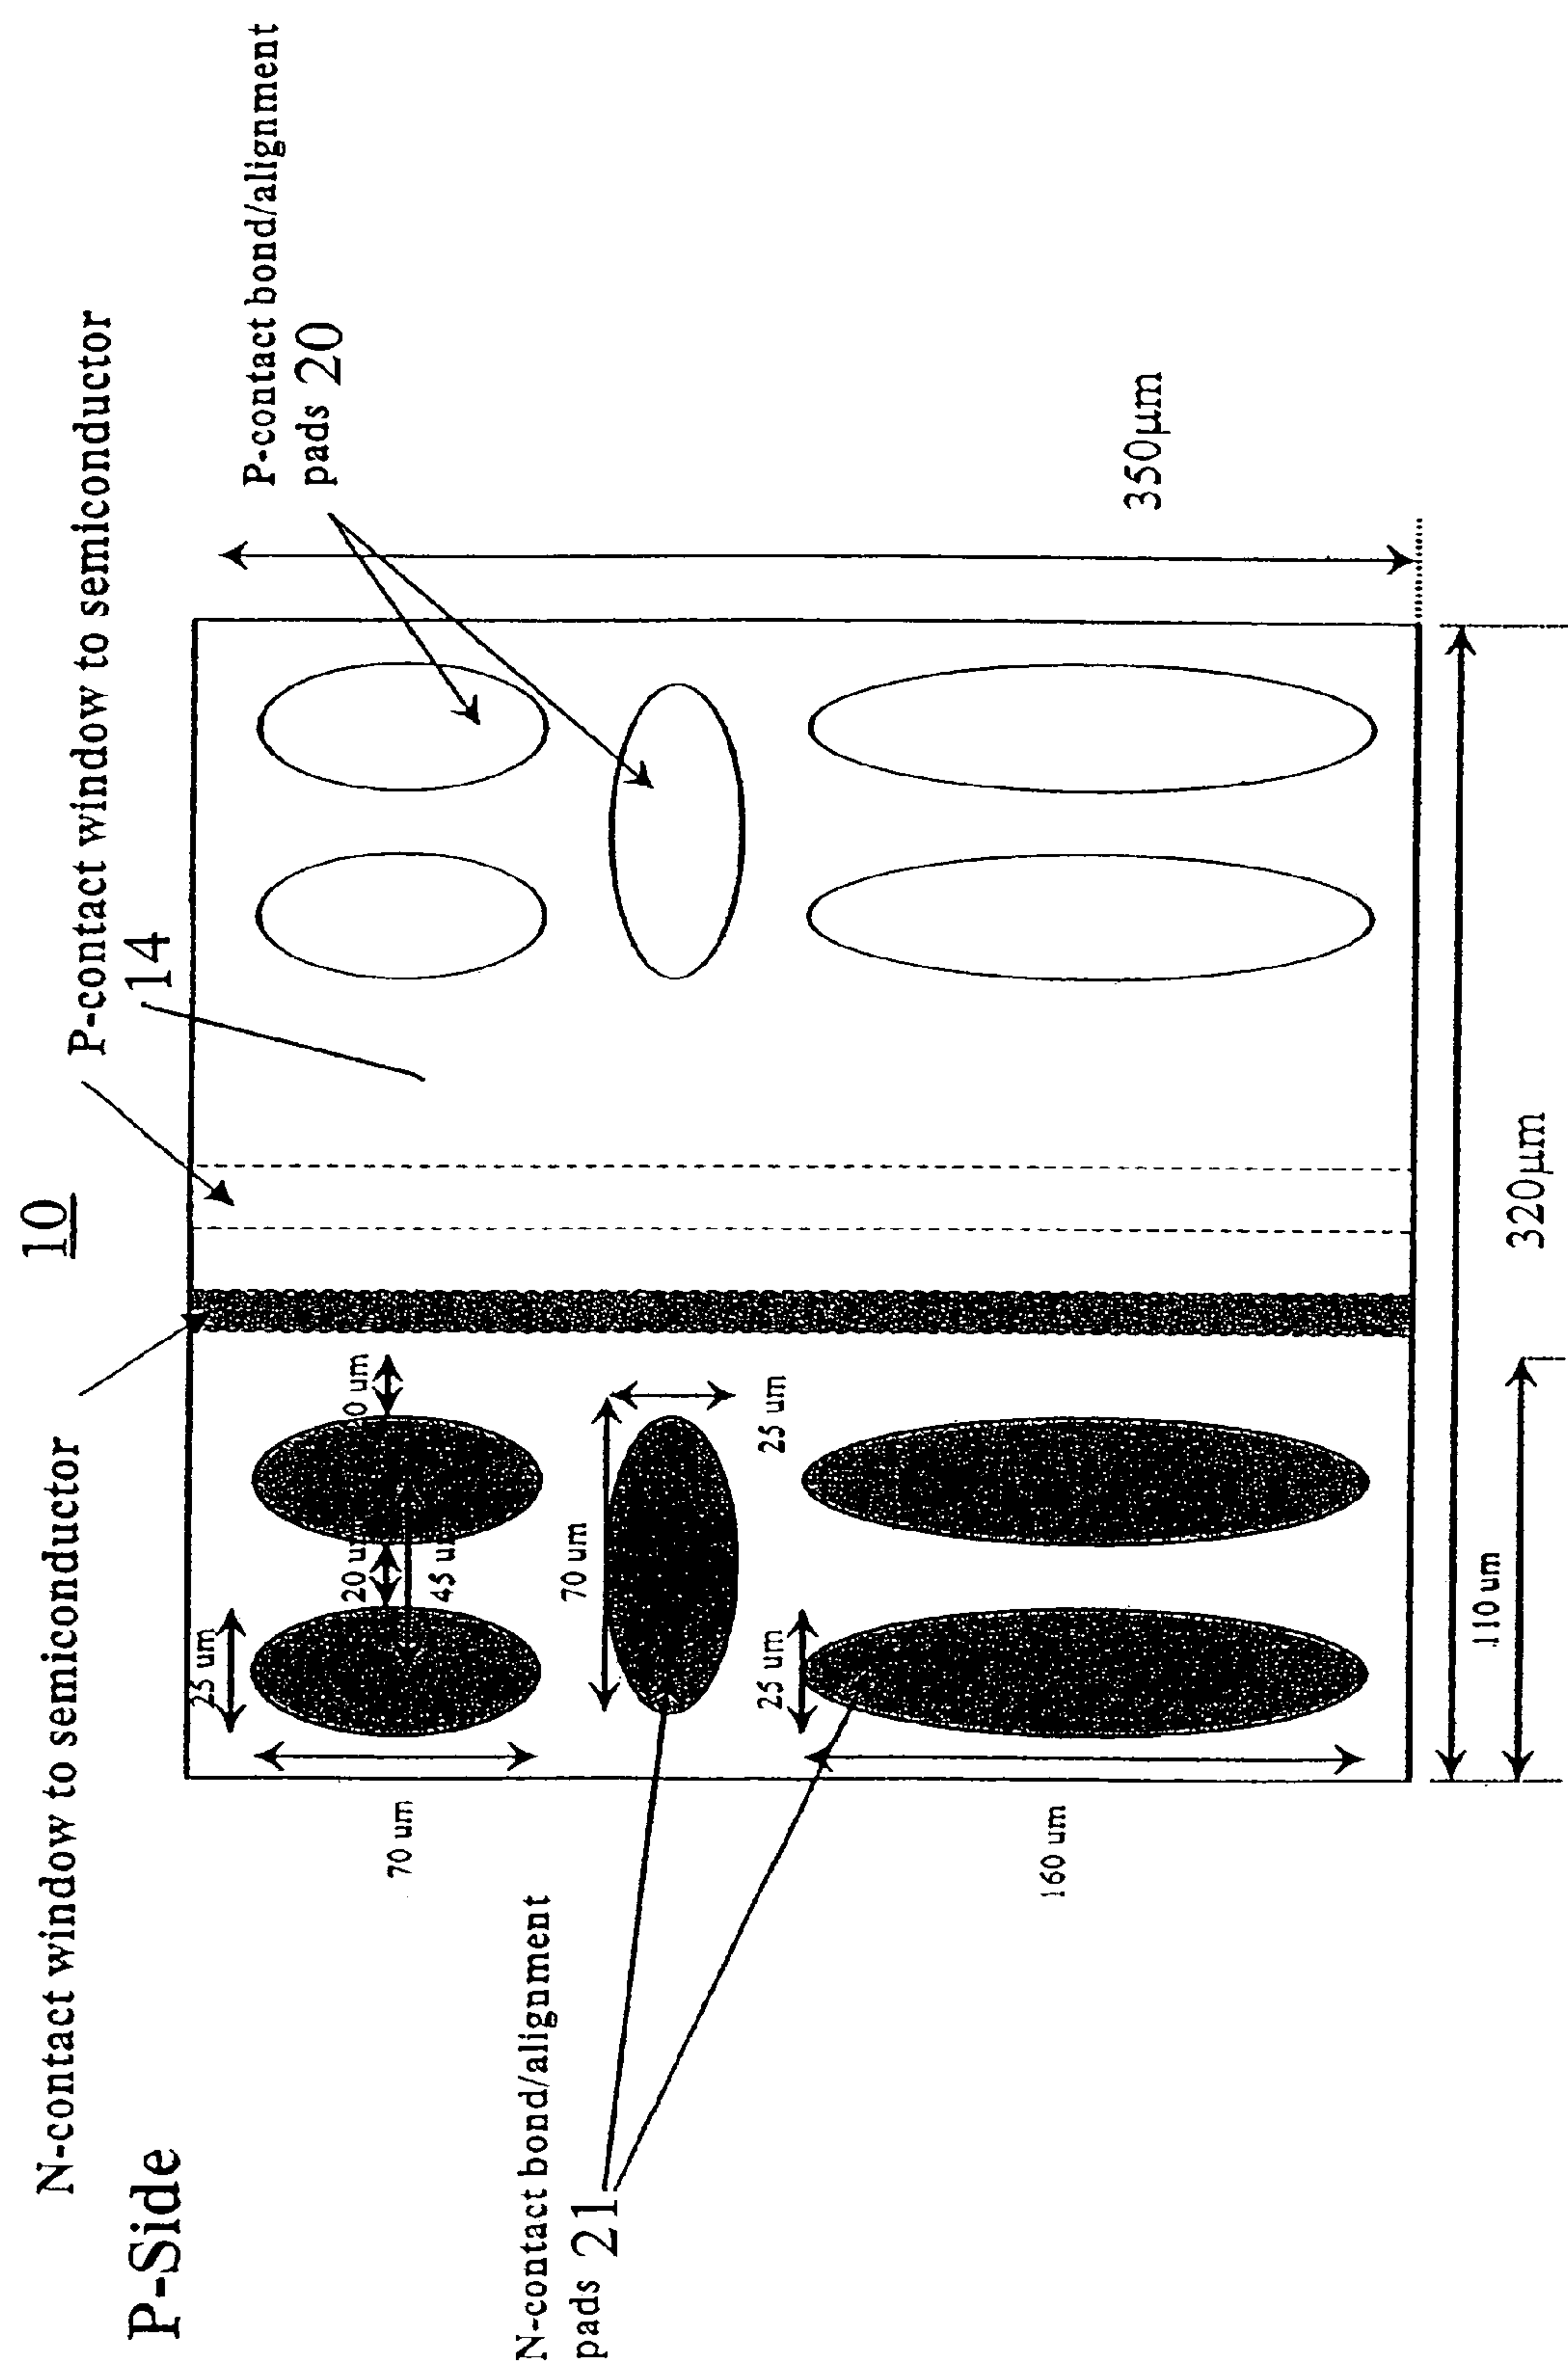 10
P-Side
N-contact window to semiconductor
P-contact window to semiconductor
14
P-contact bond/alignment
pads 20
N-contact bond/alignment
pads 21
25 um
20 u
45 u
0 um
70 um
70 um
25 um
25 um
160 um
110 um
350μm
320μm